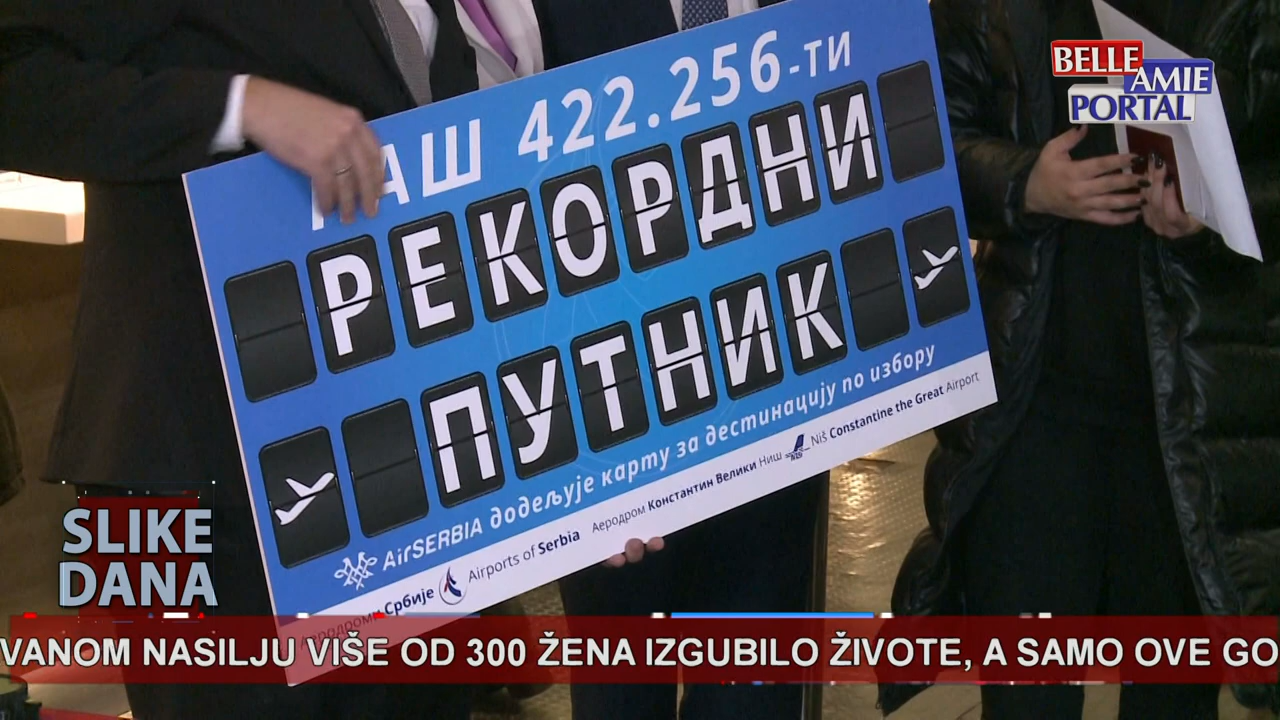 BELLE
AMIE
PORTAL
НАШ 422.256-ТИ
РЕКОРДНИ
ПУТНИК
AirSERBIA додељује карту за дестинацију по избору
Аеродроми Србије Airports of Serbia Аеродром Константин Велики Ниш Niš Constantine the Great Airport
SLIKE
DANA
VANOM NASILJU VIŠE OD 300 ŽENA IZGUBILO ŽIVOTE, A SAMO OVE GO